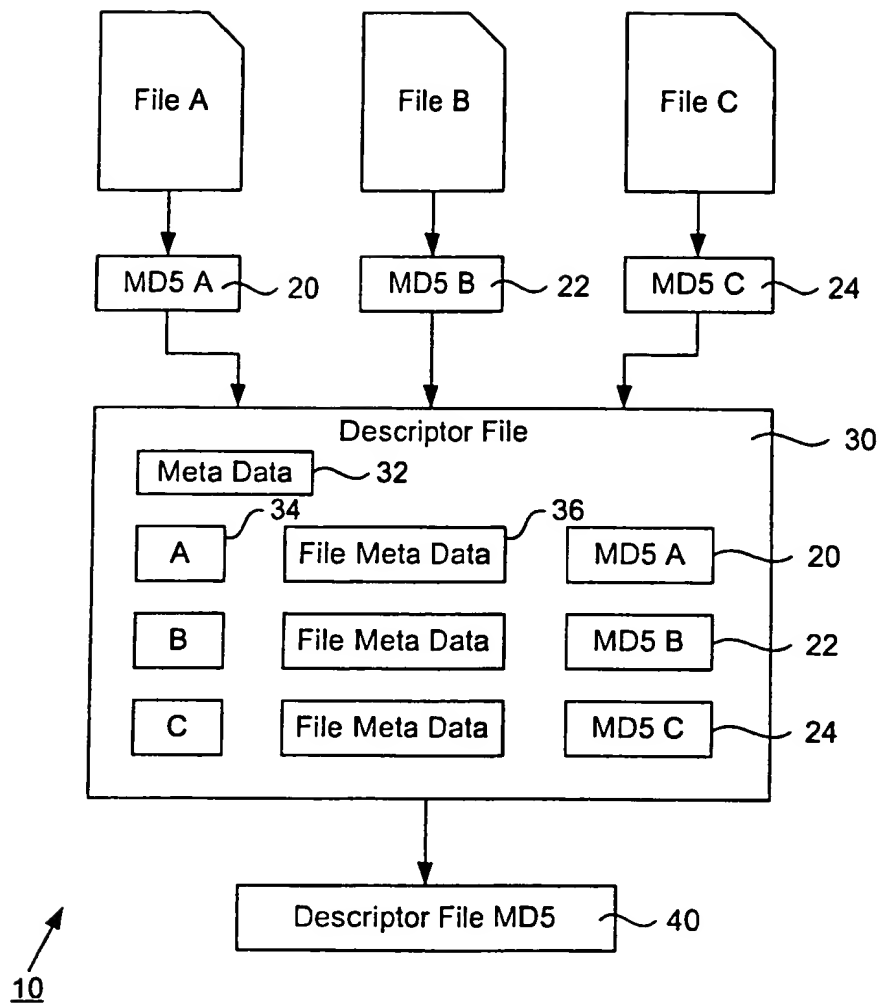 File A File B File C
MD5 A 20 MD5 B 22 MD5 C 24
Descriptor File 30
Meta Data 32
34 36
A File Meta Data MD5 A 20
B File Meta Data MD5 B 22
C File Meta Data MD5 C 24
Descriptor File MD5 40
10